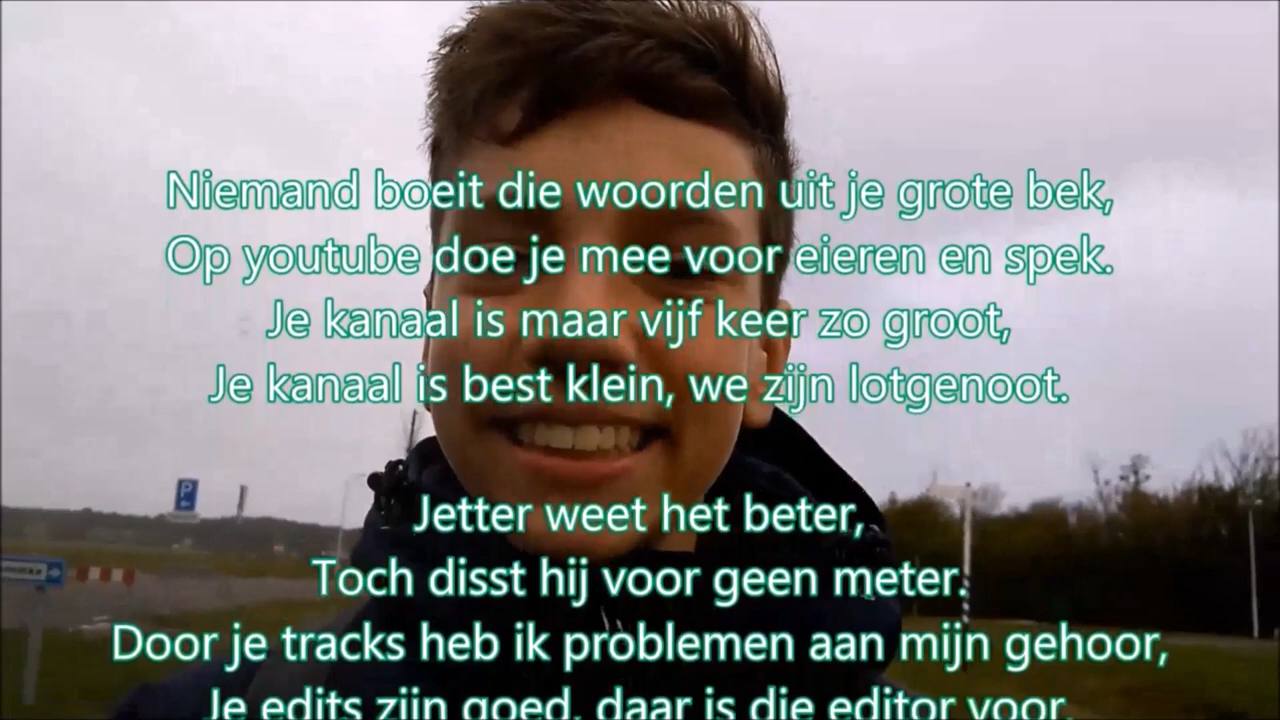 Niemand boeit die woorden uit je grote bek,
Op youtube doe je mee voor eieren en spek.
Je kanaal is maar vijf keer zo groot,
Je kanaal is best klein, we zijn lotgenoot.
Jetter weet het beter,
Toch disst hij voor geen meter.
Door je tracks heb ik problemen aan mijn gehoor,
Je edits zijn goed, daar is die editor voor.
P